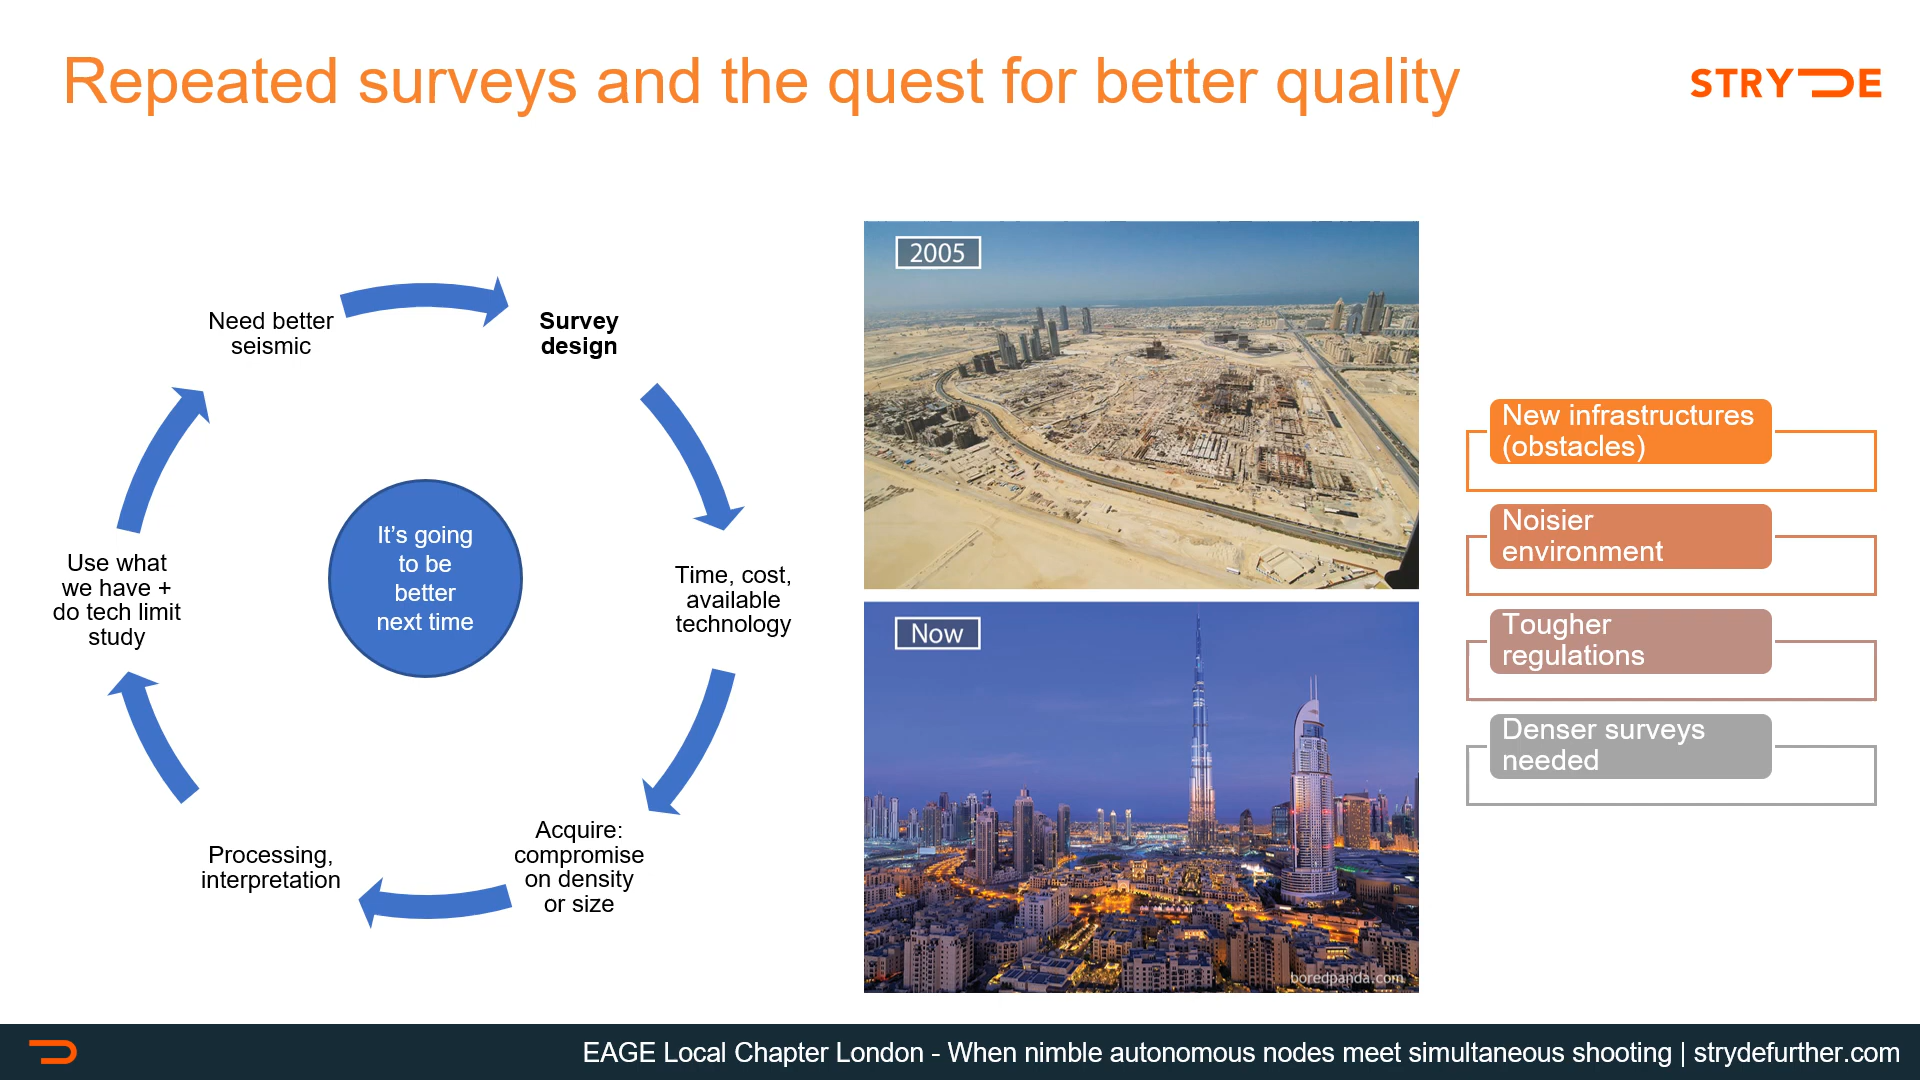 Repeated surveys and the quest for better quality
STRYDE
Need better
seismic
Survey
design
Time, cost,
available
technology
Acquire:
compromise
on density
or size
Processing,
interpretation
Use what
we have +
do tech limit
study
It’s going
to be
better
next time
2005
Now
boredpanda.com
New infrastructures
(obstacles)
Noisier
environment
Tougher
regulations
Denser surveys
needed
EAGE Local Chapter London - When nimble autonomous nodes meet simultaneous shooting | strydefurther.com